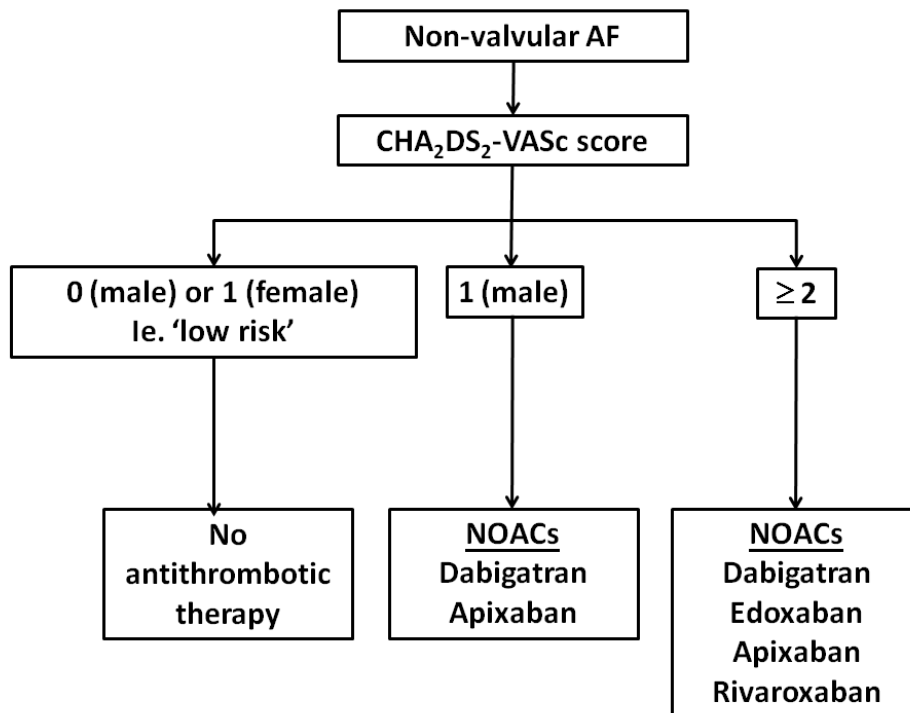 Non-valvular AF
CHA₂DS₂-VASc score
0 (male) or 1 (female)
Ie. ‘low risk’
1 (male)
≥ 2
No
antithrombotic
therapy
NOACs
Dabigatran
Apixaban
NOACs
Dabigatran
Edoxaban
Apixaban
Rivaroxaban